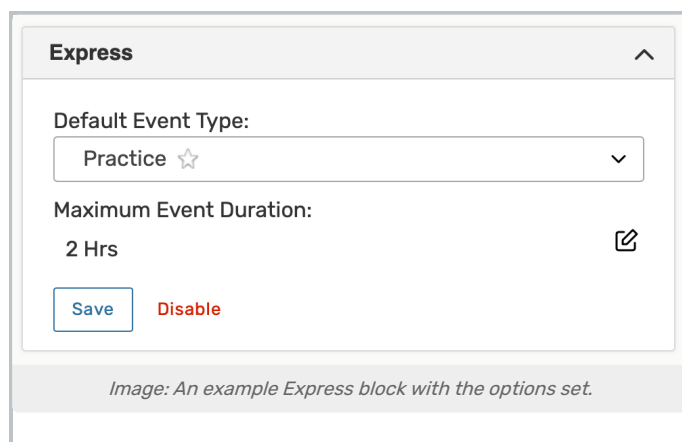 Express
Default Event Type:
Practice
Maximum Event Duration:
2 Hrs
Save Disable
Image: An example Express block with the options set.